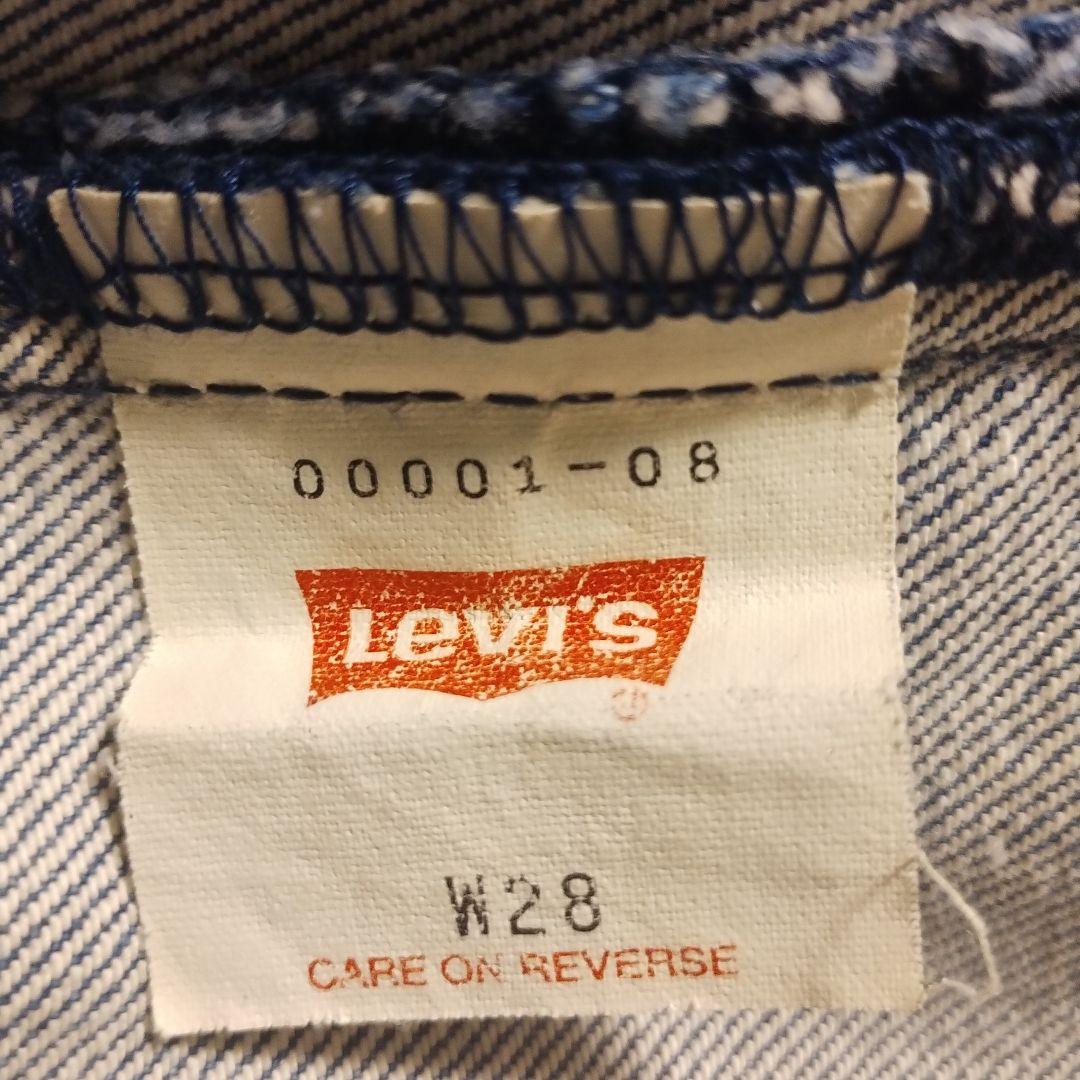 00001-08
Levi's
®
W28
CARE ON REVERSE